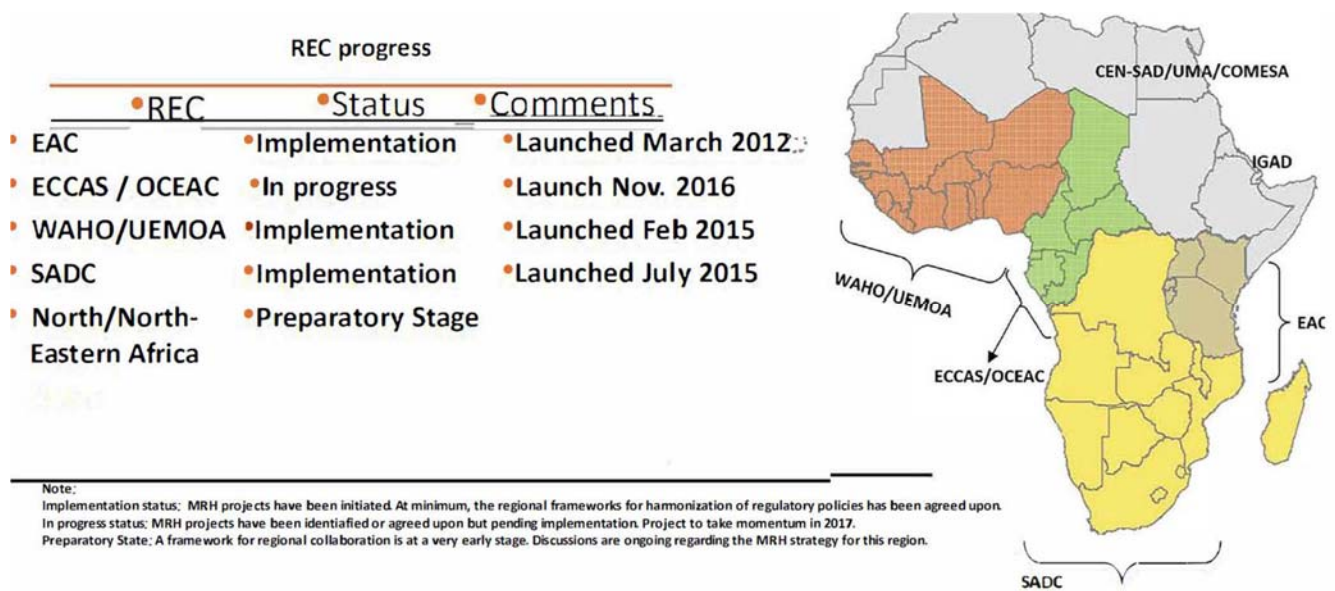 REC progress
•REC •Status •Comments
• EAC •Implementation •Launched March 2012
• ECCAS / OCEAC •In progress •Launch Nov. 2016
• WAHO/UEMOA •Implementation •Launched Feb 2015
• SADC •Implementation •Launched July 2015
• North/North- •Preparatory Stage
Eastern Africa
CEN-SAD/UMA/COMESA
IGAD
WAHO/UEMOA
EAC
ECCAS/OCEAC
Note;
Implementation status; MRH projects have been initiated. At minimum, the regional frameworks for harmonization of regulatory policies has been agreed upon.
In progress status; MRH projects have been identiafied or agreed upon but pending implementation. Project to take momentum in 2017.
Preparatory State; A framework for regional collaboration is at a very early stage. Discussions are ongoing regarding the MRH strategy for this region.
SADC